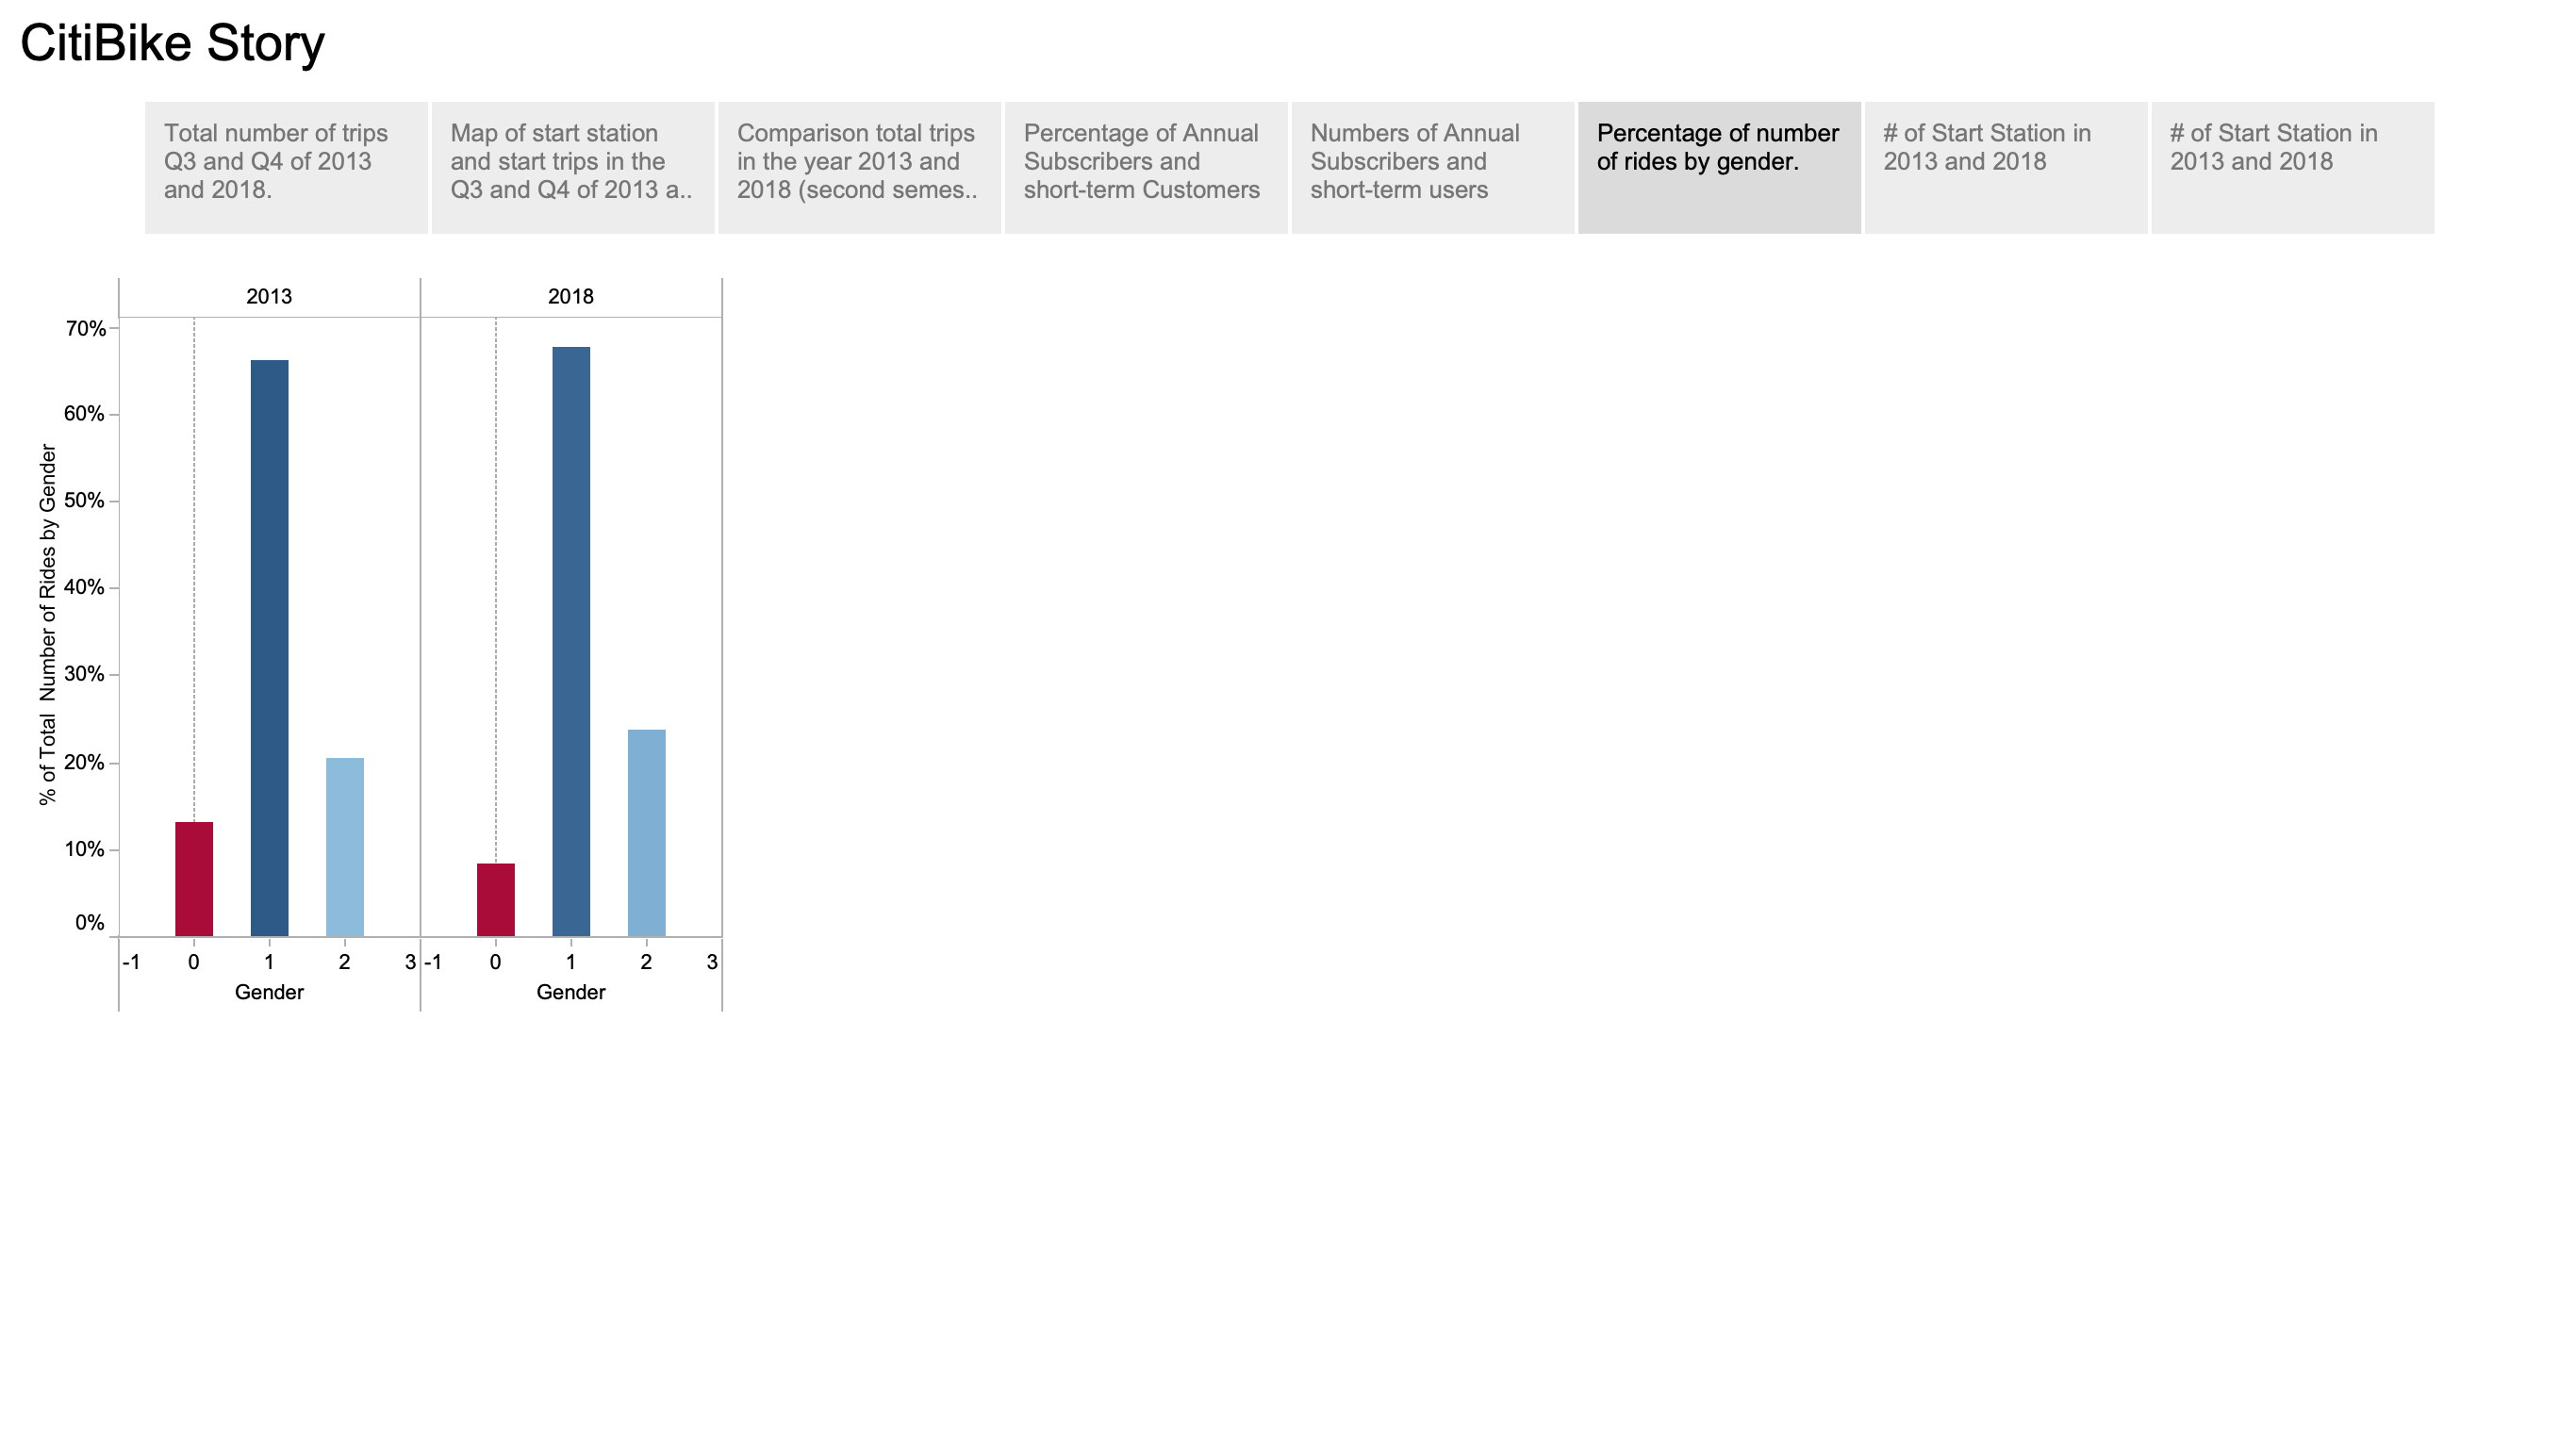 CitiBike Story
Total number of trips
Q3 and Q4 of 2013
and 2018.
Map of start station
and start trips in the
Q3 and Q4 of 2013 a..
Comparison total trips
in the year 2013 and
2018 (second semes..
Percentage of Annual
Subscribers and
short-term Customers
Numbers of Annual
Subscribers and
short-term users
Percentage of number
of rides by gender.
# of Start Station in
2013 and 2018
# of Start Station in
2013 and 2018
2013 2018
% of Total Number of Rides by Gender
70%
60%
50%
40%
30%
20%
10%
0%
-1 0 1 2 3 -1 0 1 2 3
Gender Gender